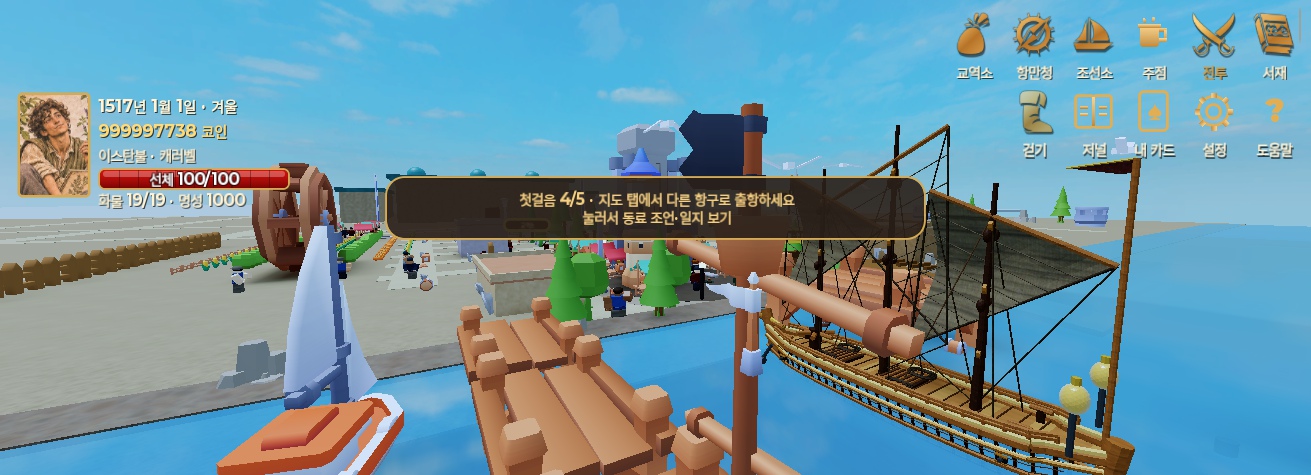 교역소
항만청
조선소
주점
전투
서재
걷기
저널
내 카드
설정
도움말
1517년 1월 1일 · 겨울
999997738 코인
이스탄불 · 캐러벨
선체 100/100
화물 19/19 · 명성 1000
첫걸음 4/5 · 지도 탭에서 다른 항구로 출항하세요
눌러서 동료 조언·일지 보기